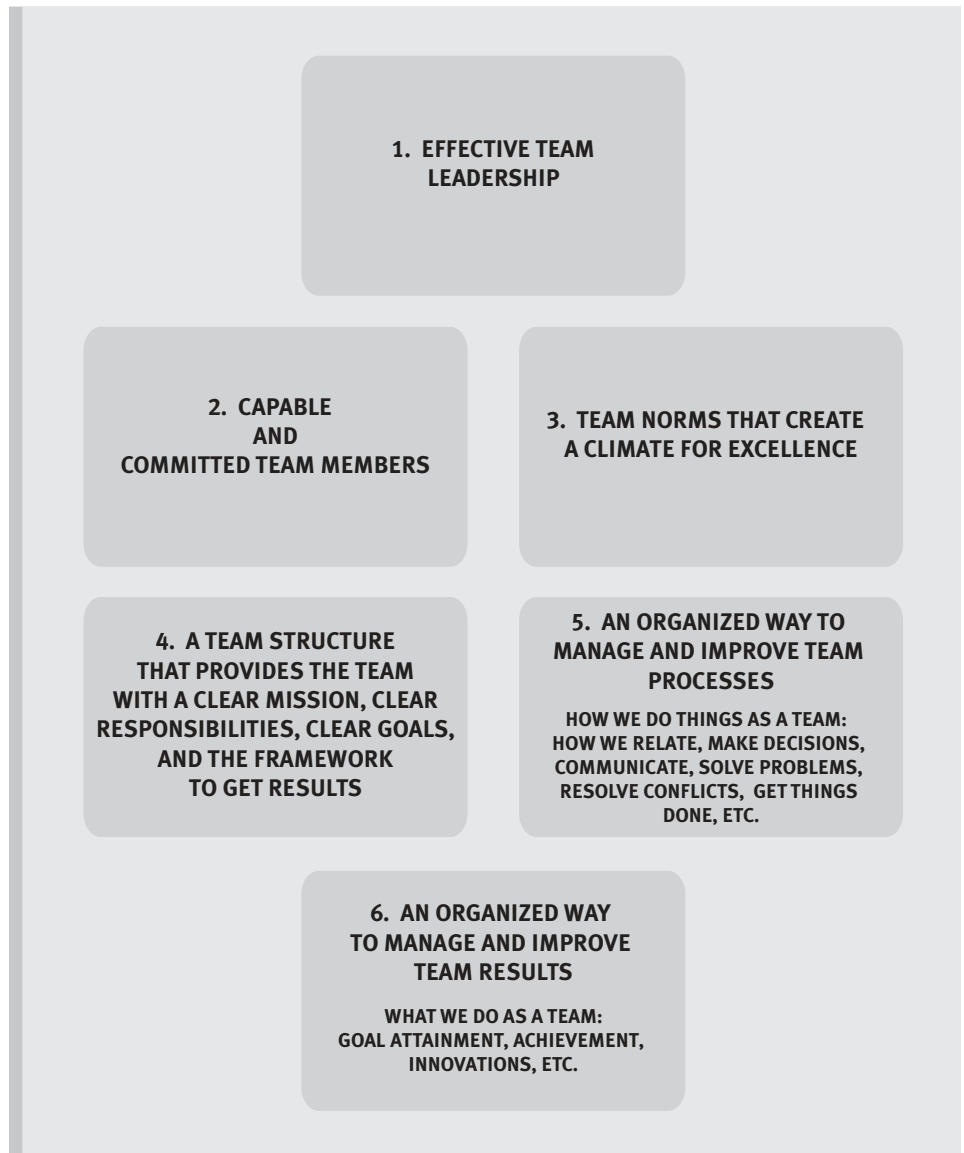 1. EFFECTIVE TEAM
LEADERSHIP
2. CAPABLE
AND
COMMITTED TEAM MEMBERS
3. TEAM NORMS THAT CREATE
A CLIMATE FOR EXCELLENCE
4. A TEAM STRUCTURE
THAT PROVIDES THE TEAM
WITH A CLEAR MISSION, CLEAR
RESPONSIBILITIES, CLEAR GOALS,
AND THE FRAMEWORK
TO GET RESULTS
5. AN ORGANIZED WAY TO
MANAGE AND IMPROVE TEAM
PROCESSES
HOW WE DO THINGS AS A TEAM:
HOW WE RELATE, MAKE DECISIONS,
COMMUNICATE, SOLVE PROBLEMS,
RESOLVE CONFLICTS, GET THINGS
DONE, ETC.
6. AN ORGANIZED WAY
TO MANAGE AND IMPROVE
TEAM RESULTS
WHAT WE DO AS A TEAM:
GOAL ATTAINMENT, ACHIEVEMENT,
INNOVATIONS, ETC.